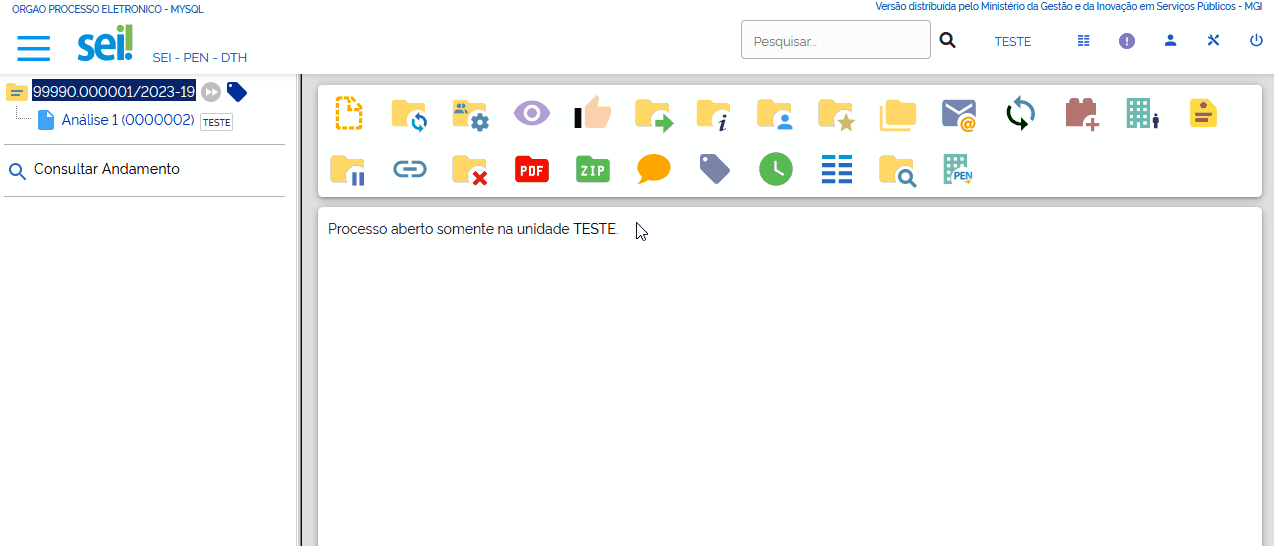 ORGAO PROCESSO ELETRONICO - MYSQL
Versão distribuída pelo Ministério da Gestão e da Inovação em Serviços Públicos - MGI
sei!
SEI - PEN - DTH
Pesquisar...
TESTE
99990.000001/2023-19
Análise 1 (0000002)
TESTE
Consultar Andamento
PDF
ZIP
PEN
Processo aberto somente na unidade TESTE.